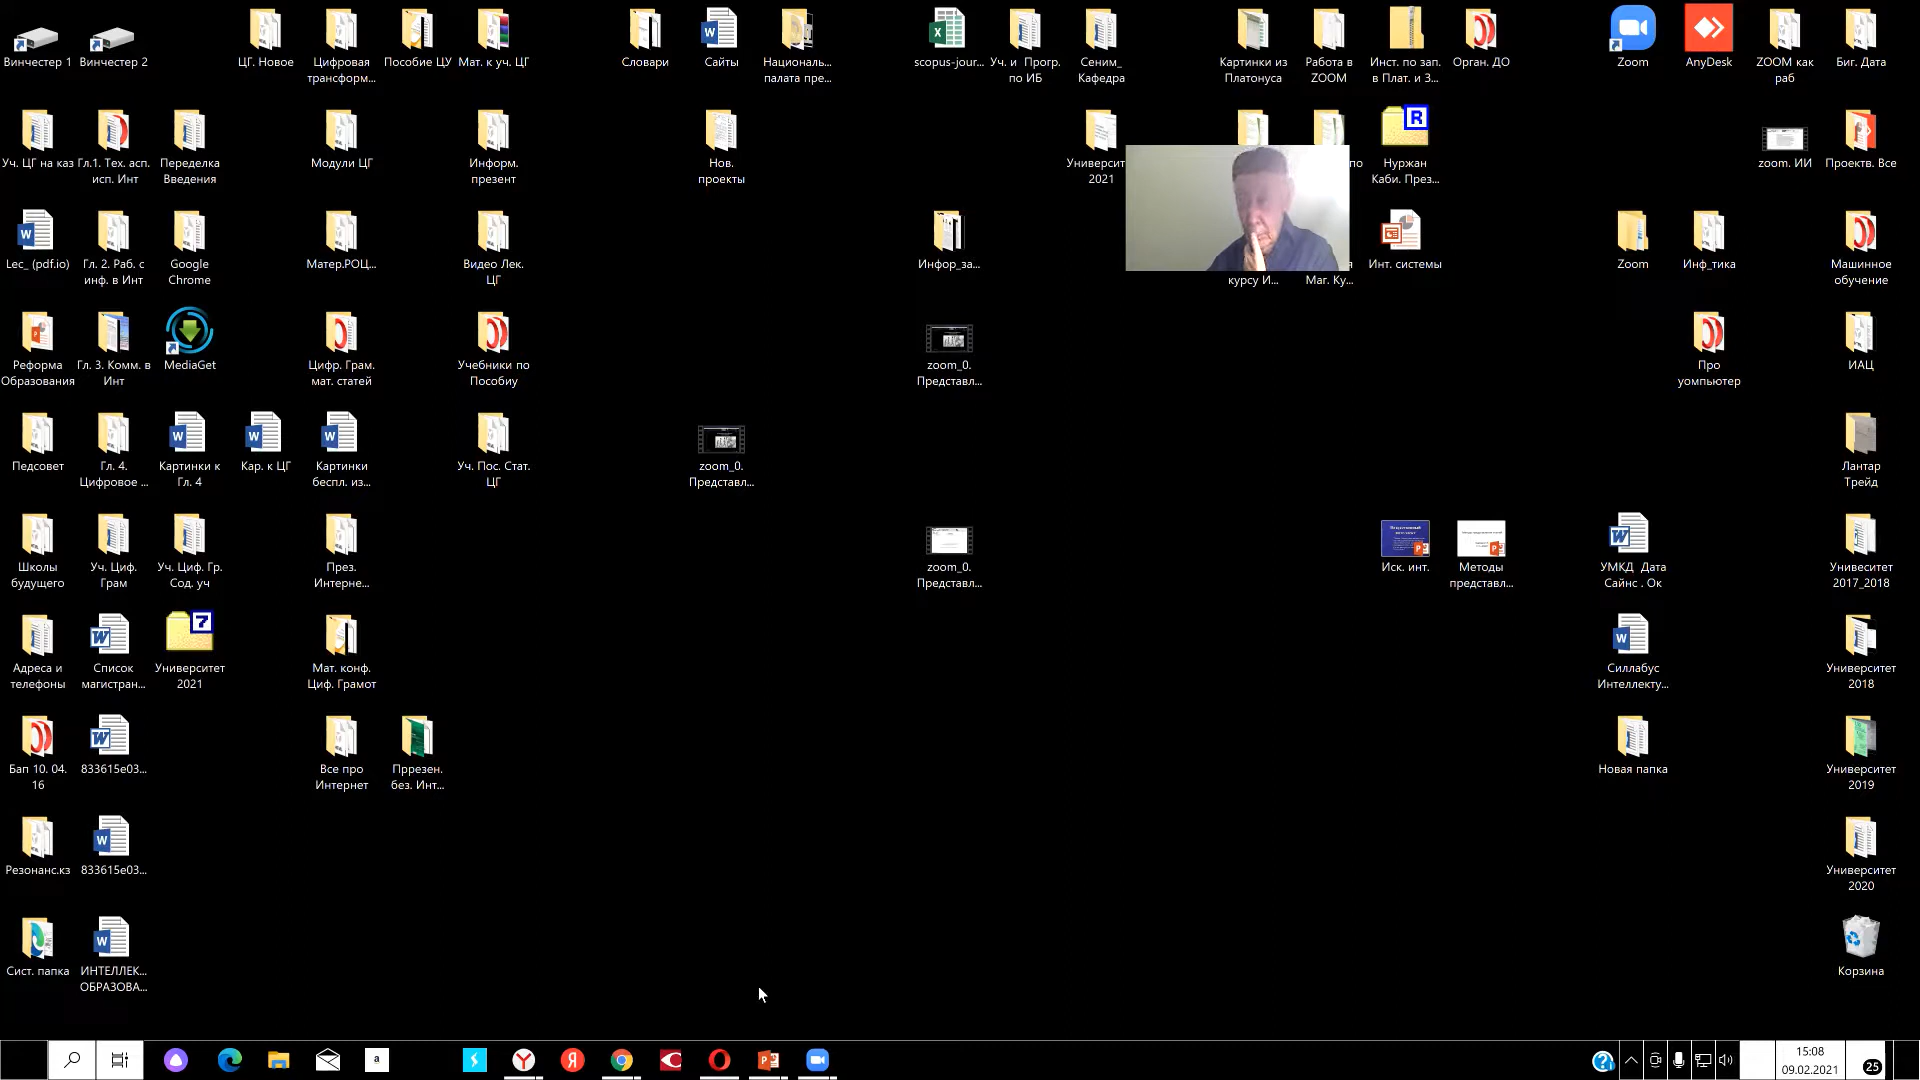 Винчестер 1
Винчестер 2
ЦГ. Новое
Цифровая
трансформ...
Пособие ЦУ
Мат. к уч. ЦГ
Словари
Сайты
Националь...
палата пре...
scopus-jour...
Уч. и Прогр.
по ИБ
Сеним_
Кафедра
Картинки из
Платонуса
Работа в
ZOOM
Инст. по зап.
в Плат. и З...
Орган. ДО
Zoom
AnyDesk
ZOOM как
раб
Биг. Дата
Уч. ЦГ на каз
Гл.1. Тех. асп.
исп. Инт
Переделка
Введения
Модули ЦГ
Информ.
презент
Нов.
проекты
Университ
2021
по
R
Нуржан
Каби. През...
zoom. ИИ
Проектв. Все
Lec_ (pdf.io)
Гл. 2. Раб. с
инф. в Инт
Google
Chrome
Матер.РОЦ...
Видео Лек.
ЦГ
Инфор_за...
курсу И...
Маг. Ку...
Инт. системы
Zoom
Инф_тика
Машинное
обучение
Реформа
Образования
Гл. 3. Комм. в
Инт
MediaGet
Цифр. Грам.
мат. статей
Учебники по
Пособиу
zoom_0.
Представл...
Про
уомпьютер
ИАЦ
Педсовет
Гл. 4.
Цифровое ...
Картинки к
Гл. 4
Кар. к ЦГ
Картинки
беспл. из...
Уч. Пос. Стат.
ЦГ
zoom_0.
Представл...
Лантар
Трейд
Школы
будущего
Уч. Циф.
Грам
Уч. Циф. Гр.
Сод. уч
През.
Интерне...
zoom_0.
Представл...
Иск. инт.
Методы
представл...
УМКД Дата
Сайнс . Ок
Унивеситет
2017_2018
Адреса и
телефоны
Список
магистран...
7
Университет
2021
Мат. конф.
Циф. Грамот
Силлабус
Интеллекту...
Университет
2018
Бап 10. 04.
16
833615e03...
Все про
Интернет
Пррезен.
без. Инт...
Новая папка
Университет
2019
Резонанс.кз
833615e03...
Университет
2020
Сист. папка
ИНТЕЛЛЕК...
ОБРАЗОВА...
Корзина
15:08
09.02.2021
25